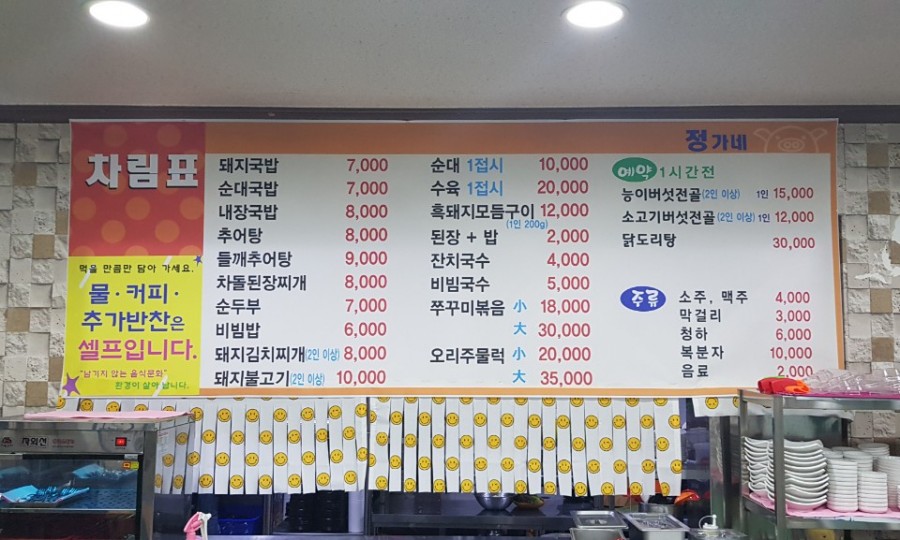 정가네
차림표
먹을 만큼만 담아 가세요.
물·커피·
추가반찬은
셀프입니다.
"남기지 않는 음식문화"
환경이 살아납니다.
돼지국밥 7,000
순대국밥 7,000
내장국밥 8,000
추어탕 8,000
들깨추어탕 9,000
차돌된장찌개 8,000
순두부 7,000
비빔밥 6,000
돼지김치찌개(2인 이상) 8,000
돼지불고기(2인 이상) 10,000
순대 1접시 10,000
수육 1접시 20,000
흑돼지모듬구이 12,000
(1인 200g)
된장 + 밥 2,000
잔치국수 4,000
비빔국수 5,000
쭈꾸미볶음 小 18,000
大 30,000
오리주물럭 小 20,000
大 35,000
예약 1시간전
능이버섯전골(2인 이상) 1인 15,000
소고기버섯전골(2인 이상) 1인 12,000
닭도리탕 30,000
주류
소주, 맥주 4,000
막걸리 3,000
청하 6,000
복분자 10,000
음료 2,000
자외선